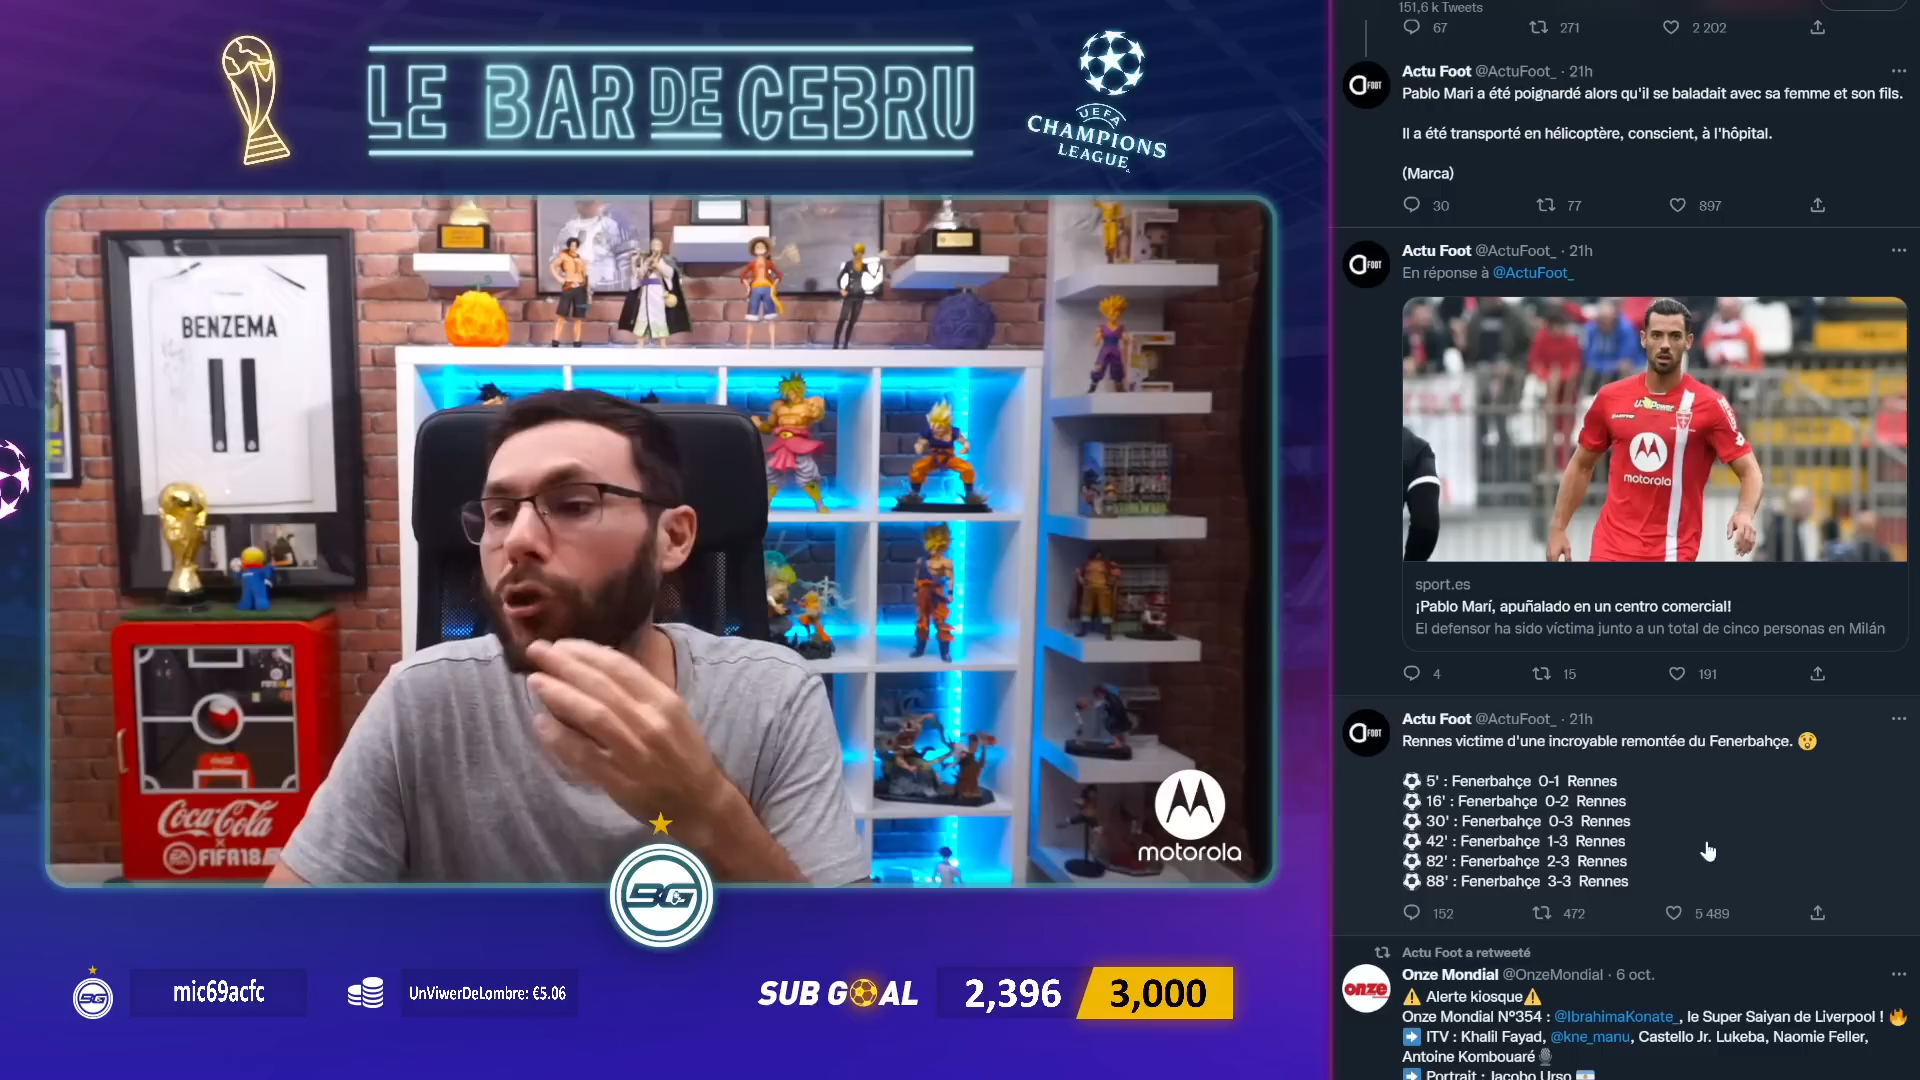 LE BAR DE CEBRU
UEFA
CHAMPIONS
LEAGUE
BENZEMA
11
Coca-Cola
x
EA FIFA18
motorola
BG
BG
mic69acfc
UnViwerDeLombre: €5.06
SUB GOAL
2,396
3,000
151,6 k Tweets
67 271 2 202
Actu Foot @ActuFoot_ · 21h
Pablo Mari a été poignardé alors qu'il se baladait avec sa femme et son fils.
Il a été transporté en hélicoptère, conscient, à l'hôpital.
(Marca)
30 77 897
Actu Foot @ActuFoot_ · 21h
En réponse à @ActuFoot_
U-Power
motorola
sport.es
¡Pablo Marí, apuñalado en un centro comercial!
El defensor ha sido víctima junto a un total de cinco personas en Milán
4 15 191
Actu Foot @ActuFoot_ · 21h
Rennes victime d'une incroyable remontée du Fenerbahçe. 😲
⚽ 5' : Fenerbahçe 0-1 Rennes
⚽ 16' : Fenerbahçe 0-2 Rennes
⚽ 30' : Fenerbahçe 0-3 Rennes
⚽ 42' : Fenerbahçe 1-3 Rennes
⚽ 82' : Fenerbahçe 2-3 Rennes
⚽ 88' : Fenerbahçe 3-3 Rennes
152 472 5 489
Actu Foot a retweeté
onze
Onze Mondial @OnzeMondial · 6 oct.
⚠️ Alerte kiosque⚠️
Onze Mondial N°354 : @IbrahimaKonate_, le Super Saiyan de Liverpool ! 🔥
➡️ ITV : Khalil Fayad, @kne_manu, Castello Jr. Lukeba, Naomie Feller,
Antoine Kombouaré🎙️
➡️ Portrait : Jacobo Urso 🇦🇷